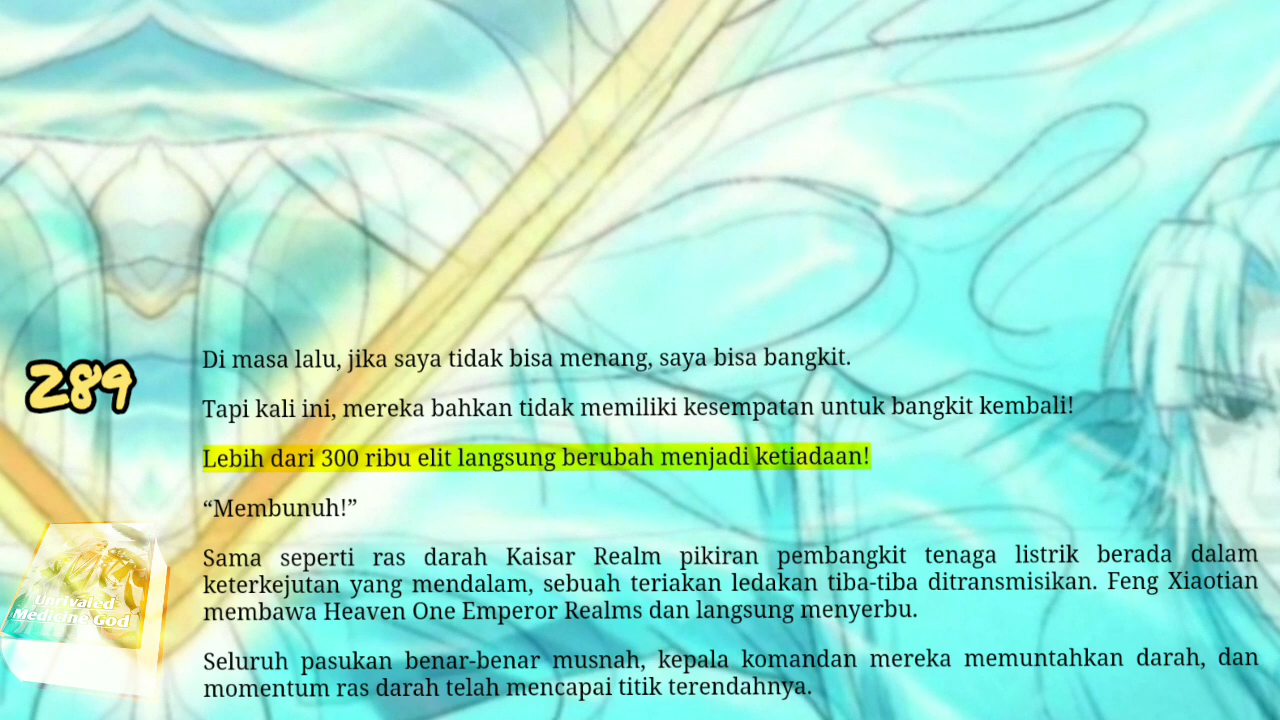 Di masa lalu, jika saya tidak bisa menang, saya bisa bangkit.
Tapi kali ini, mereka bahkan tidak memiliki kesempatan untuk bangkit kembali!
289
Lebih dari 300 ribu elit langsung berubah menjadi ketiadaan!
“Membunuh!”
Sama seperti ras darah Kaisar Realm pikiran pembangkit tenaga listrik berada dalam
keterkejutan yang mendalam, sebuah teriakan ledakan tiba-tiba ditransmisikan. Feng Xiaotian
membawa Heaven One Emperor Realms dan langsung menyerbu.
Unrivaled
Medicine God
Seluruh pasukan benar-benar musnah, kepala komandan mereka memuntahkan darah, dan
momentum ras darah telah mencapai titik terendahnya.